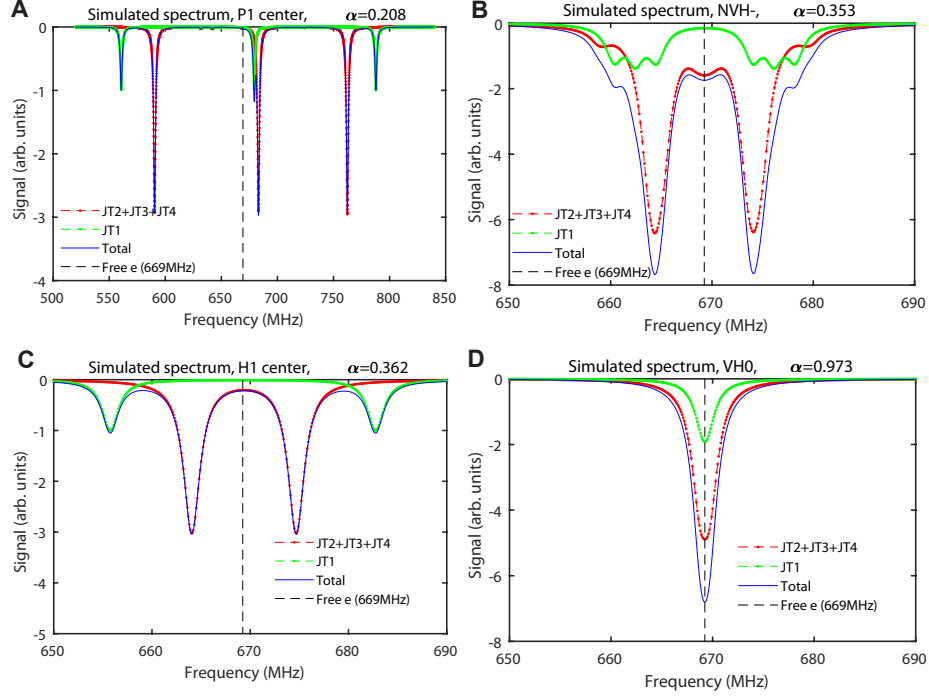 A
Simulated spectrum, P1 center, α=0.208
0
-1
-2
-3
-4
Signal (arb. units)
JT2+JT3+JT4
JT1
Total
Free e (669MHz)
500 550 600 650 700 750 800 850
Frequency (MHz)
B
Simulated spectrum, NVH-, α=0.353
0
-2
-4
-6
-8
Signal (arb. units)
JT2+JT3+JT4
JT1
Total
Free e (669MHz)
650 660 670 680 690
Frequency (MHz)
C
Simulated spectrum, H1 center, α=0.362
0
-1
-2
-3
-4
-5
Signal (arb. units)
JT2+JT3+JT4
JT1
Total
Free e (669MHz)
650 660 670 680 690
Frequency (MHz)
D
Simulated spectrum, VH0, α=0.973
0
-2
-4
-6
-8
Signal (arb. units)
JT2+JT3+JT4
JT1
Total
Free e (669MHz)
650 660 670 680 690
Frequency (MHz)